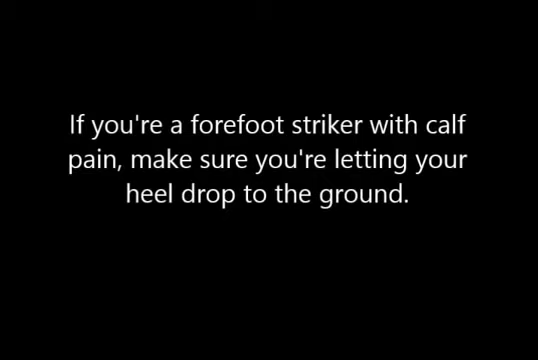 If you're a forefoot striker with calf
pain, make sure you're letting your
heel drop to the ground.